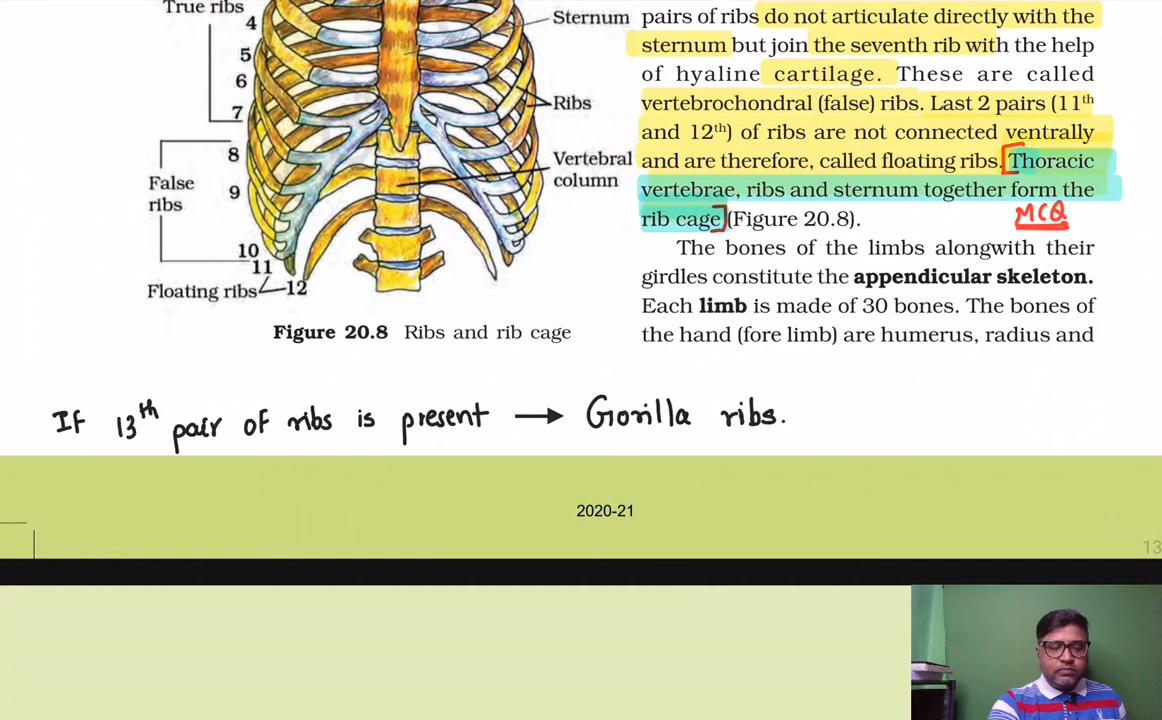 True ribs
4
5
6
7
8
False
ribs
9
10
11
12
Floating ribs
Sternum
Ribs
Vertebral
column
Figure 20.8 Ribs and rib cage
pairs of ribs do not articulate directly with the
sternum but join the seventh rib with the help
of hyaline cartilage. These are called
vertebrochondral (false) ribs. Last 2 pairs (11th
and 12th) of ribs are not connected ventrally
and are therefore, called floating ribs. [Thoracic
vertebrae, ribs and sternum together form the
rib cage] (Figure 20.8).
MCQ
The bones of the limbs alongwith their
girdles constitute the appendicular skeleton.
Each limb is made of 30 bones. The bones of
the hand (fore limb) are humerus, radius and
If 13th pair of ribs is present → Gorilla ribs.
2020-21
13